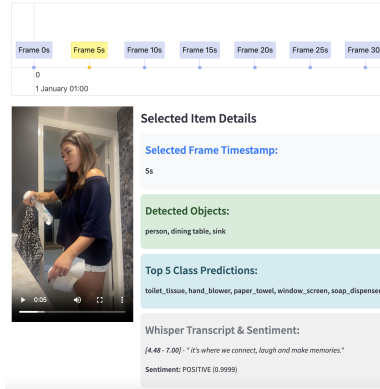 Frame 0s Frame 5s Frame 10s Frame 15s Frame 20s Frame 25s Frame 30
0
1 January 01:00
Selected Item Details
Selected Frame Timestamp:
5s
Detected Objects:
person, dining table, sink
Top 5 Class Predictions:
toilet_tissue, hand_blower, paper_towel, window_screen, soap_dispenser
Whisper Transcript & Sentiment:
[4.48 - 7.00] - " it's where we connect, laugh and make memories."
Sentiment: POSITIVE (0.9999)
0:05